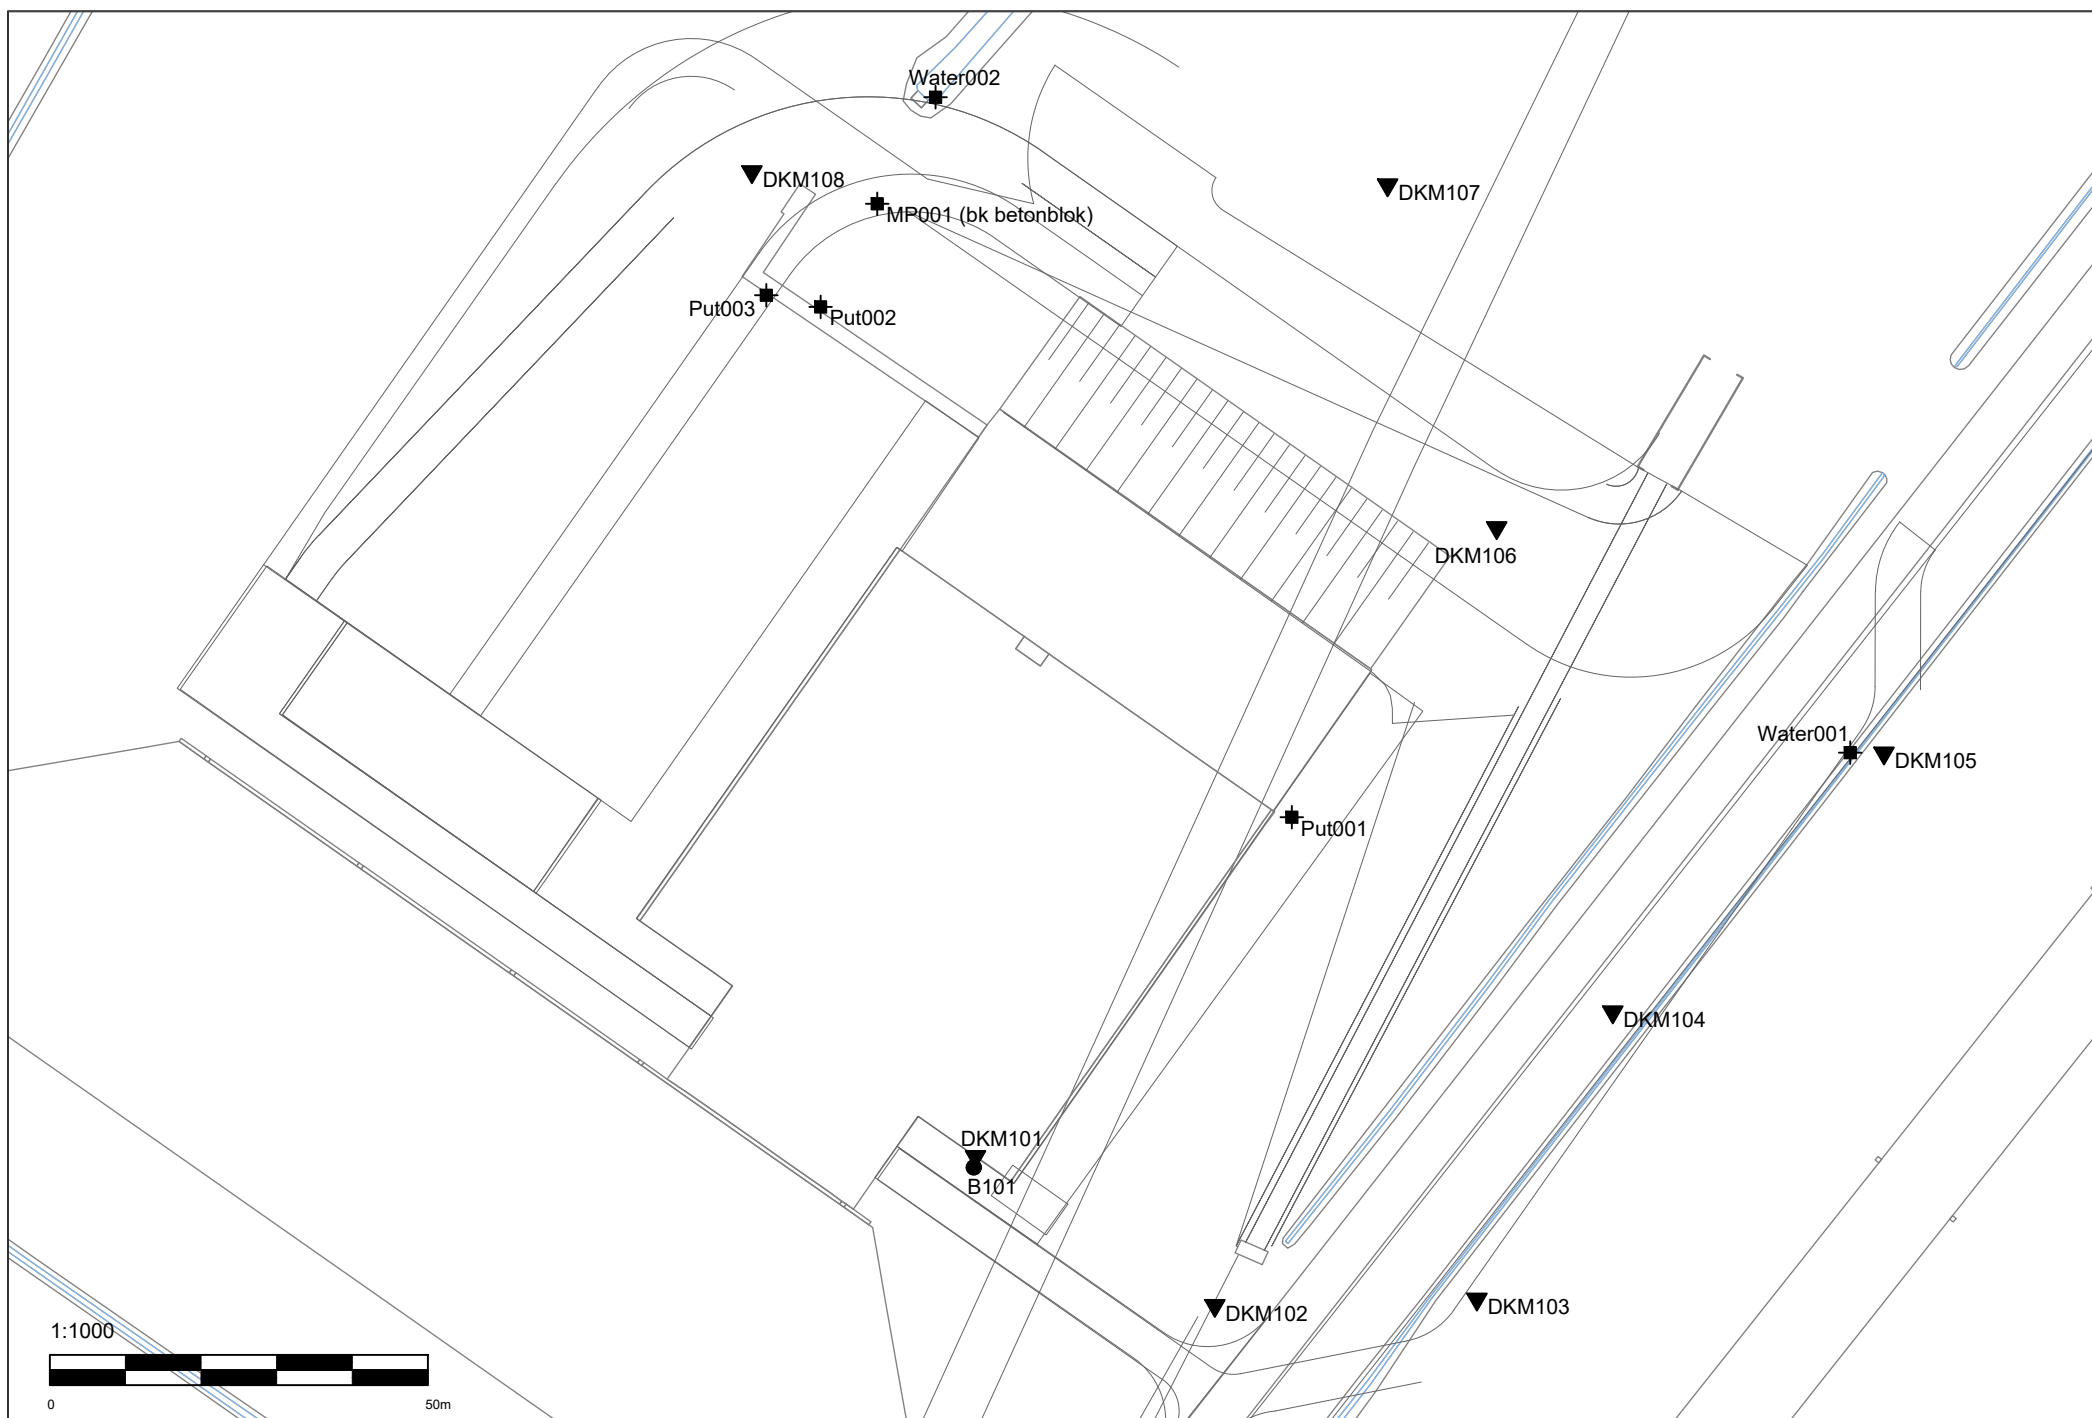 Water002
DKM108
DKM107
MP001 (bk betonblok)
Put003
Put002
DKM106
Water001
DKM105
Put001
DKM104
DKM101
B101
DKM102
DKM103
1:1000
0
50m